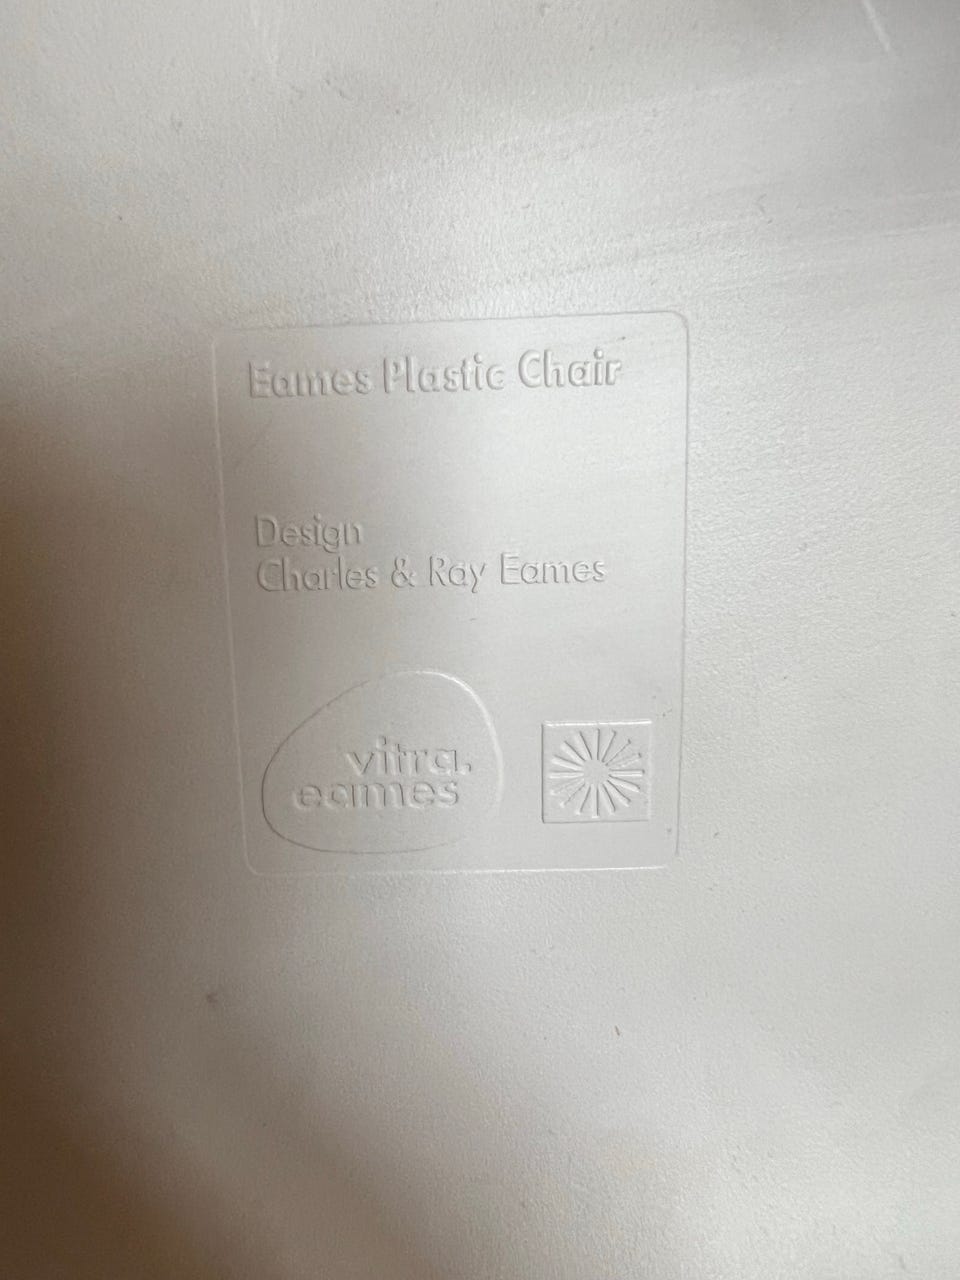 Eames Plastic Chair
Design
Charles & Ray Eames
vitra.
eames